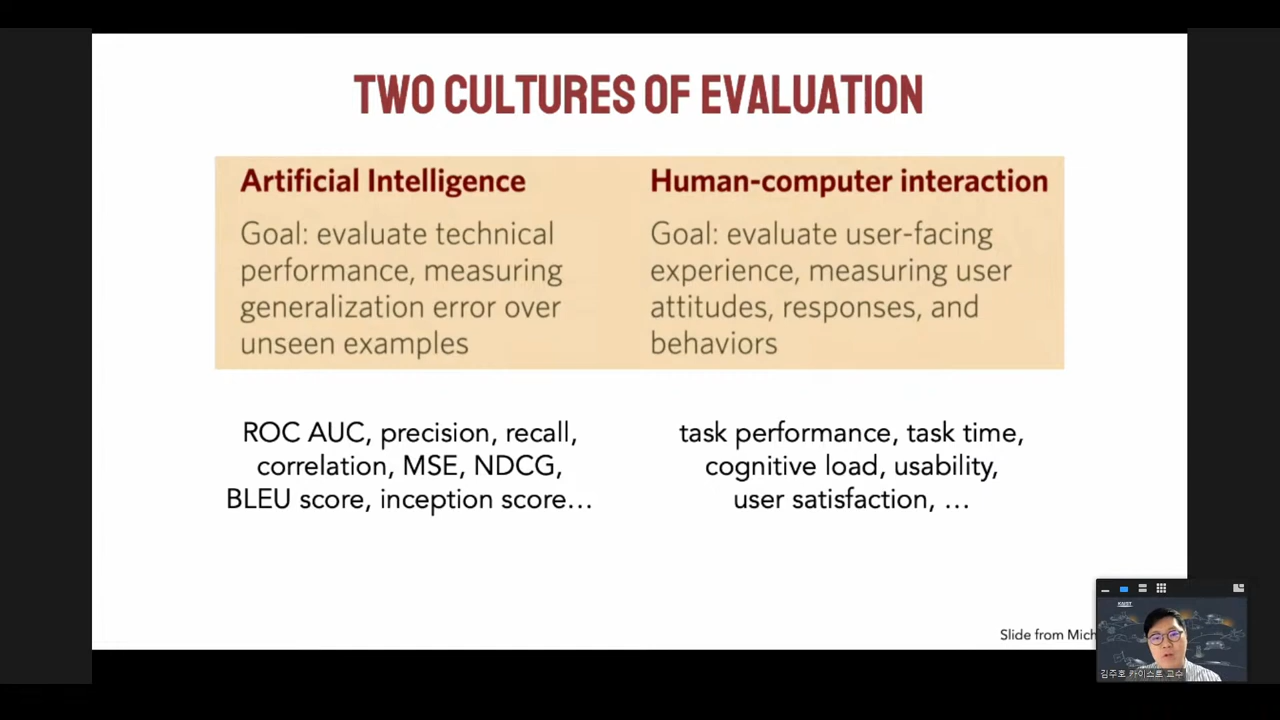 TWO CULTURES OF EVALUATION
Artificial Intelligence
Goal: evaluate technical
performance, measuring
generalization error over
unseen examples
Human-computer interaction
Goal: evaluate user-facing
experience, measuring user
attitudes, responses, and
behaviors
ROC AUC, precision, recall,
correlation, MSE, NDCG,
BLEU score, inception score…
task performance, task time,
cognitive load, usability,
user satisfaction, …
Slide from Mich
KAIST
김주호 카이스트 교수